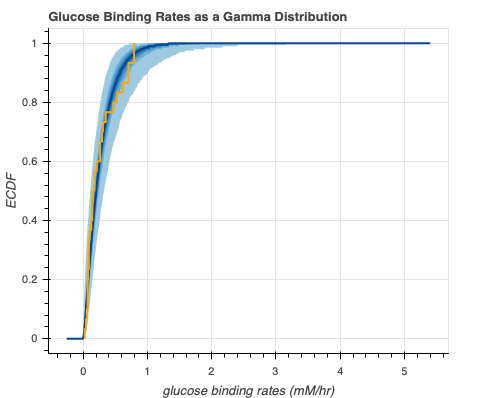 Glucose Binding Rates as a Gamma Distribution
1
0.8
0.6
0.4
0.2
0
ECDF
0 1 2 3 4 5
glucose binding rates (mM/hr)